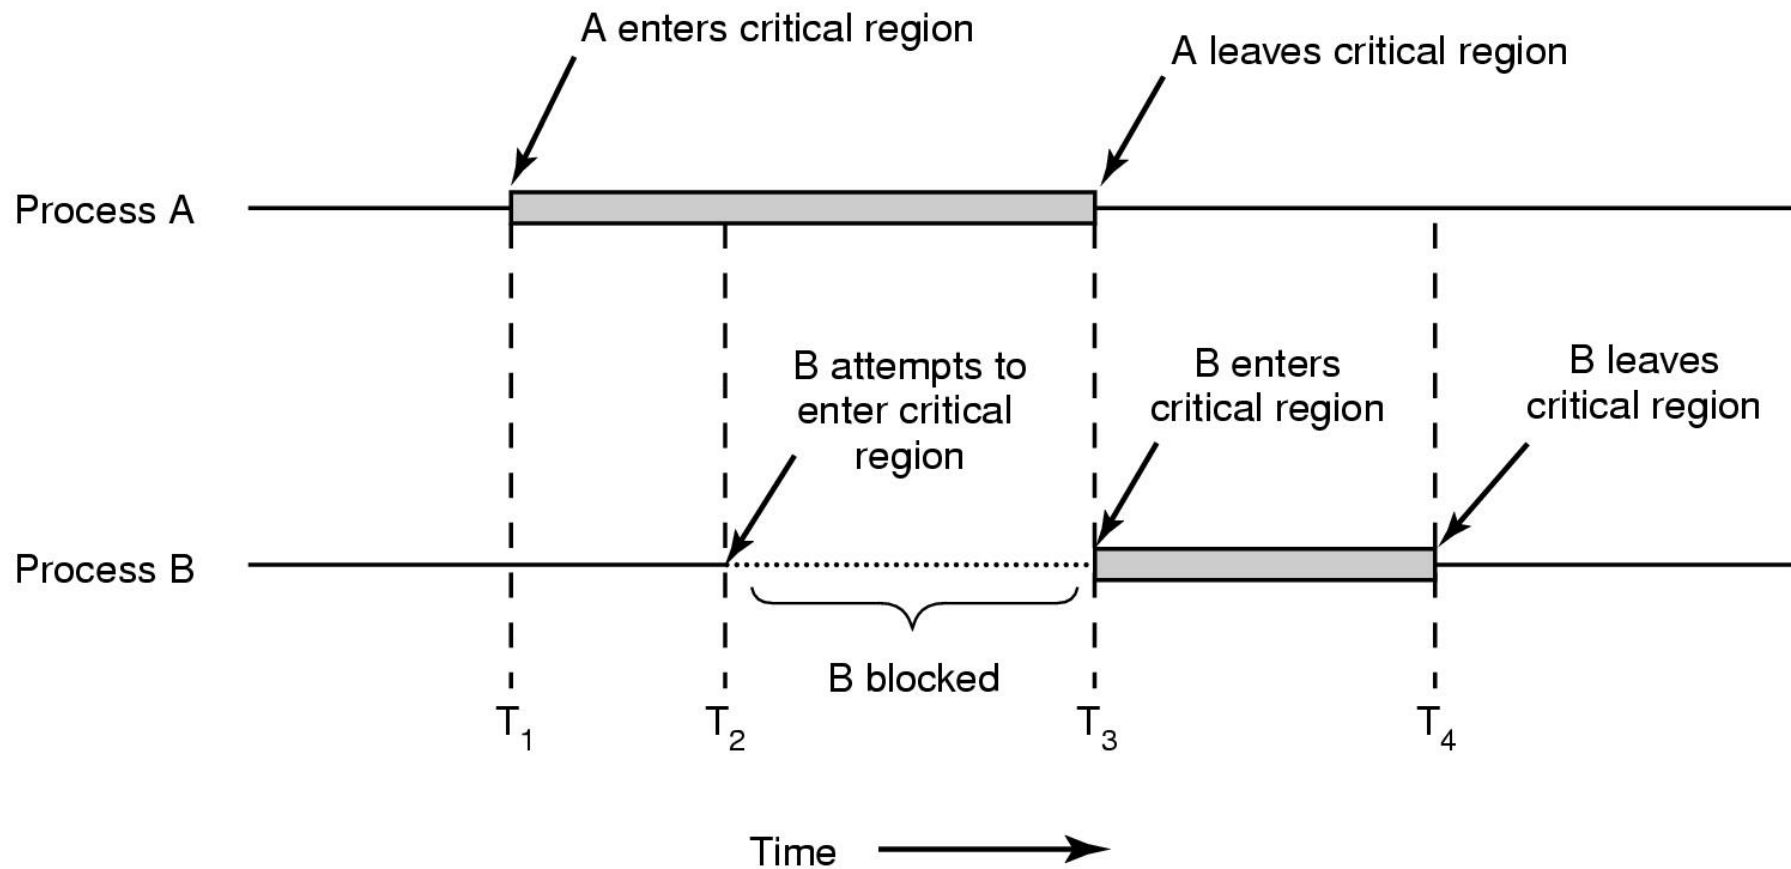 A enters critical region
A leaves critical region
Process A
B attempts to
enter critical
region
B enters
critical region
B leaves
critical region
Process B
B blocked
T1
T2
T3
T4
Time